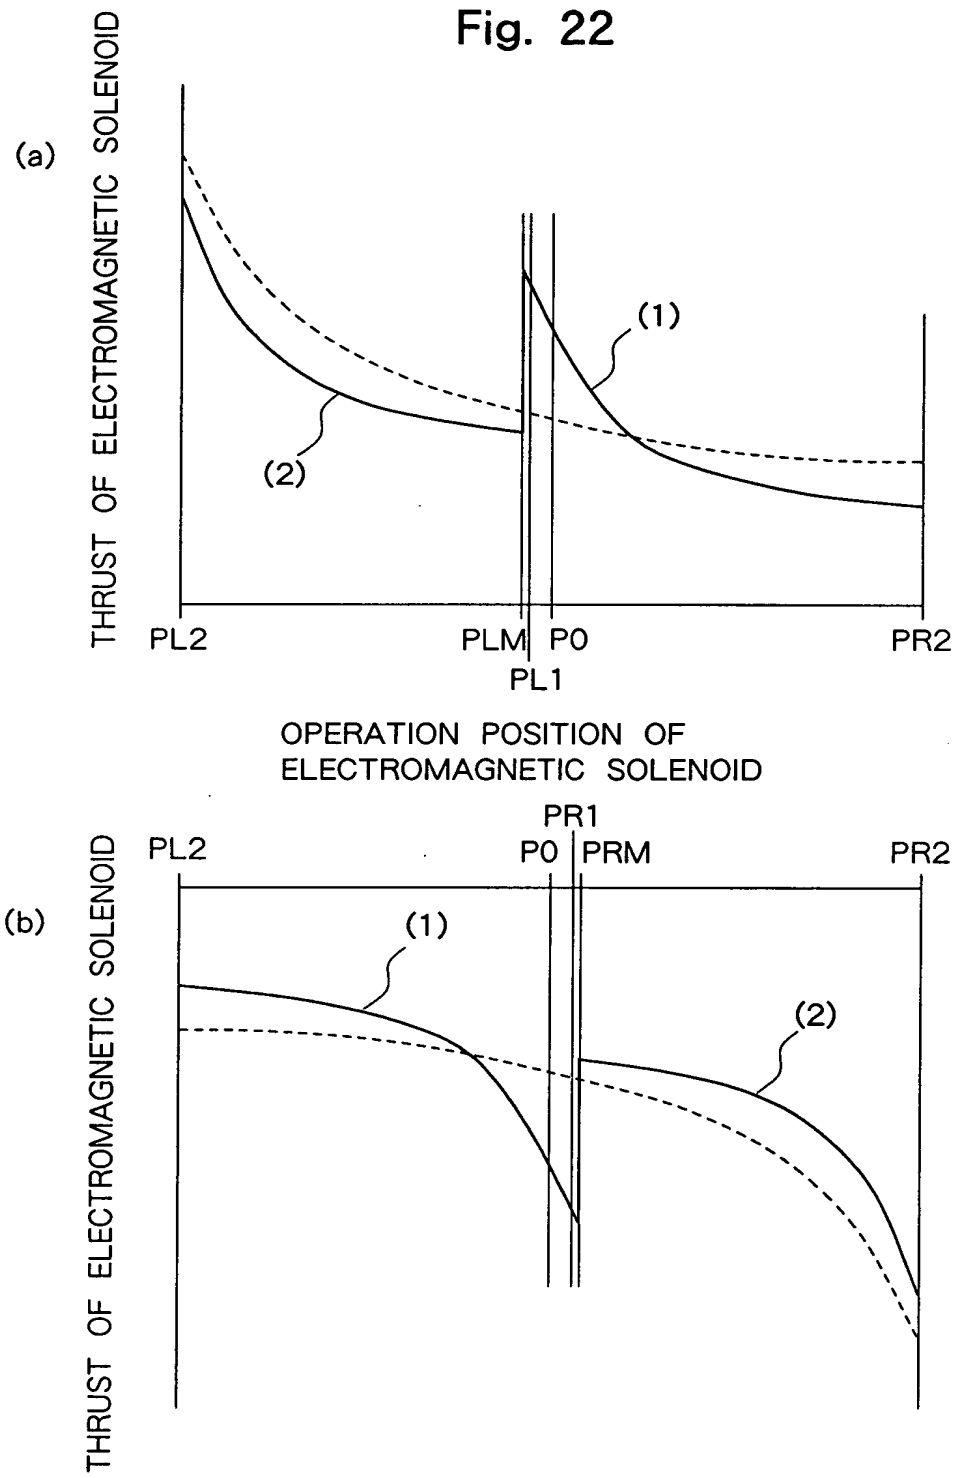 Fig. 22
(a)
THRUST OF ELECTROMAGNETIC SOLENOID
(1)
(2)
PL2
PLM
P0
PR2
PL1
OPERATION POSITION OF
ELECTROMAGNETIC SOLENOID
(b)
THRUST OF ELECTROMAGNETIC SOLENOID
PR1
PL2
P0
PRM
PR2
(1)
(2)